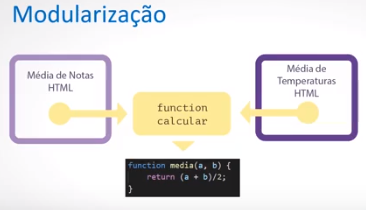 Modularização
Média de Notas
HTML
function
calcular
Média de
Temperaturas
HTML
function media(a, b) {
return (a + b)/2;
}